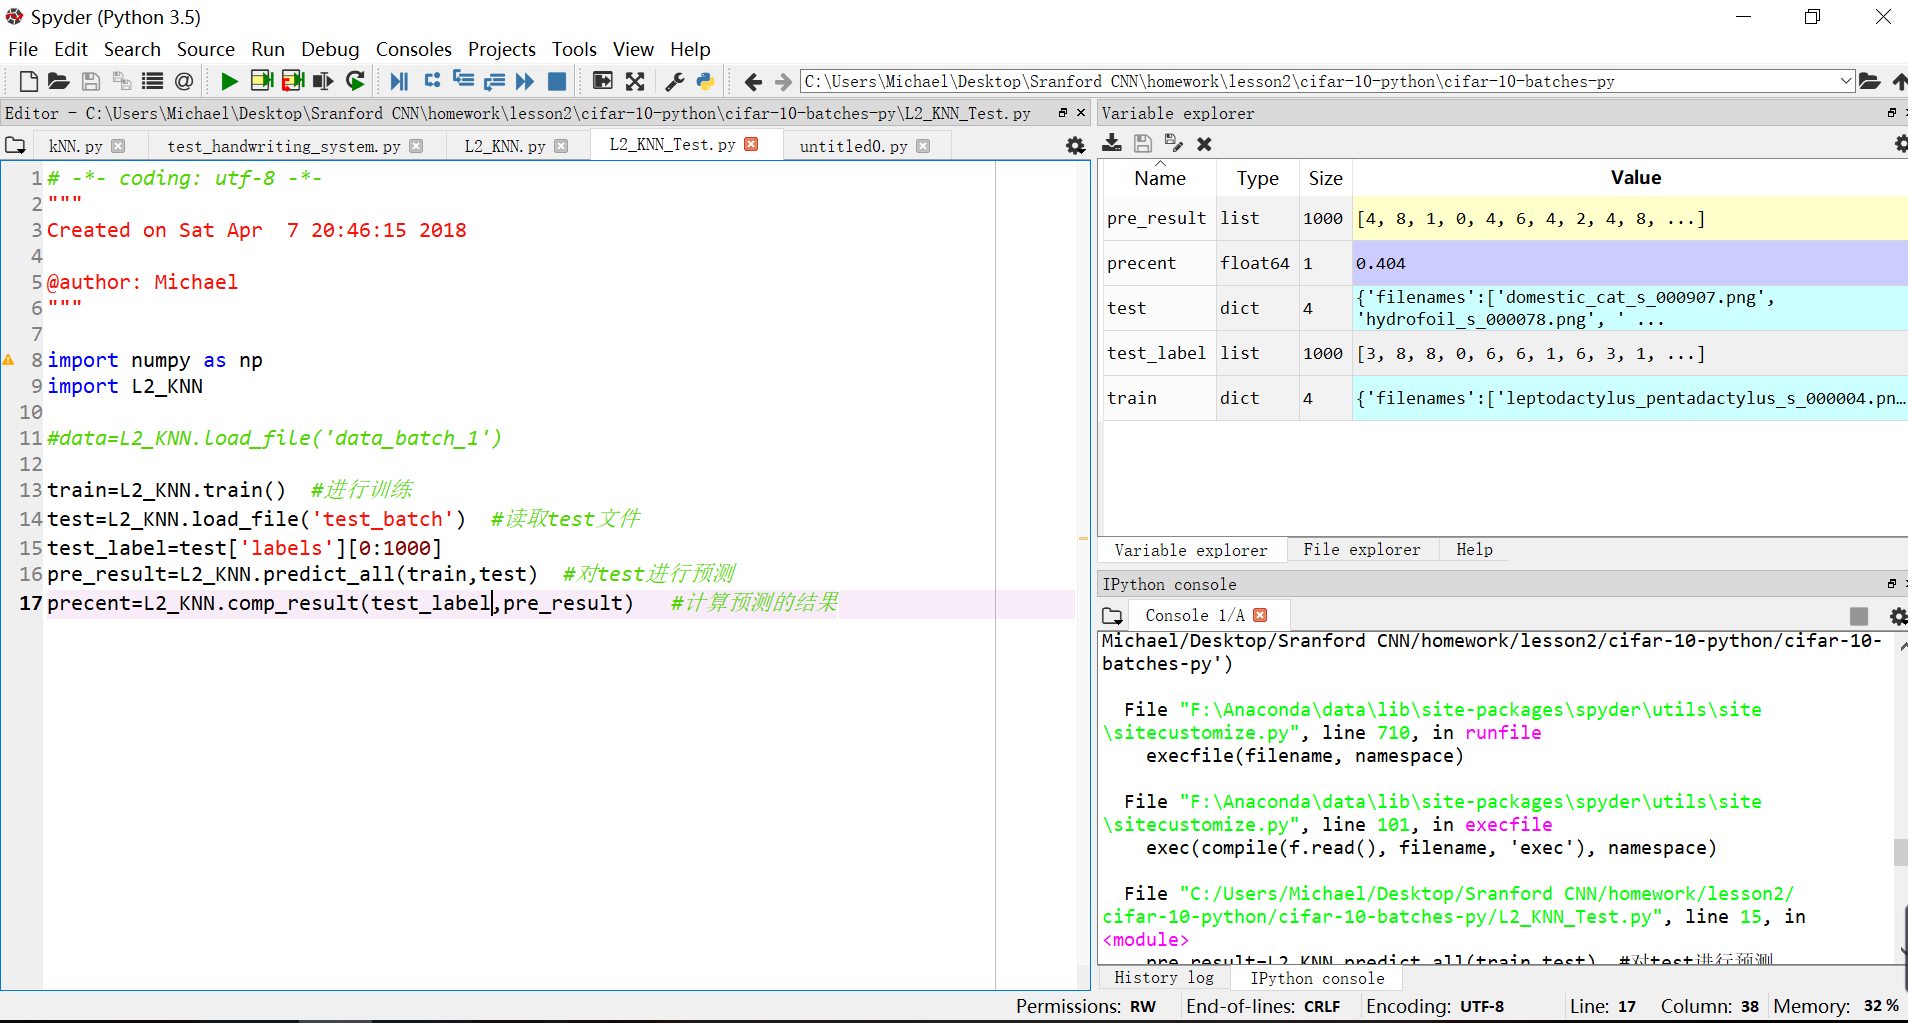 Spyder (Python 3.5)
File Edit Search Source Run Debug Consoles Projects Tools View Help
C:\Users\Michael\Desktop\Sranford CNN\homework\lesson2\cifar-10-python\cifar-10-batches-py
Editor - C:\Users\Michael\Desktop\Sranford CNN\homework\lesson2\cifar-10-python\cifar-10-batches-py\L2_KNN_Test.py
kNN.py test_handwriting_system.py L2_KNN.py L2_KNN_Test.py untitled0.py
1 # -*- coding: utf-8 -*-
2 """
3 Created on Sat Apr  7 20:46:15 2018
4
5 @author: Michael
6 """
7
8 import numpy as np
9 import L2_KNN
10
11 #data=L2_KNN.load_file('data_batch_1')
12
13 train=L2_KNN.train()  #进行训练
14 test=L2_KNN.load_file('test_batch')  #读取test文件
15 test_label=test['labels'][0:1000]
16 pre_result=L2_KNN.predict_all(train,test)  #对test进行预测
17 precent=L2_KNN.comp_result(test_label,pre_result)   #计算预测的结果
Variable explorer
Name Type Size Value
pre_result list 1000 [4, 8, 1, 0, 4, 6, 4, 2, 4, 8, ...]
precent float64 1 0.404
test dict 4 {'filenames':['domestic_cat_s_000907.png',
'hydrofoil_s_000078.png', ' ...
test_label list 1000 [3, 8, 8, 0, 6, 6, 1, 6, 3, 1, ...]
train dict 4 {'filenames':['leptodactylus_pentadactylus_s_000004.pn…
Variable explorer File explorer Help
IPython console
Console 1/A
Michael/Desktop/Sranford CNN/homework/lesson2/cifar-10-python/cifar-10-
batches-py')
File "F:\Anaconda\data\lib\site-packages\spyder\utils\site
\sitecustomize.py", line 710, in runfile
execfile(filename, namespace)
File "F:\Anaconda\data\lib\site-packages\spyder\utils\site
\sitecustomize.py", line 101, in execfile
exec(compile(f.read(), filename, 'exec'), namespace)
File "C:/Users/Michael/Desktop/Sranford CNN/homework/lesson2/
cifar-10-python/cifar-10-batches-py/L2_KNN_Test.py", line 15, in
<module>
pre_result=L2_KNN.predict_all(train,test)  #对test进行预测
History log IPython console
Permissions: RW End-of-lines: CRLF Encoding: UTF-8 Line: 17 Column: 38 Memory: 32 %